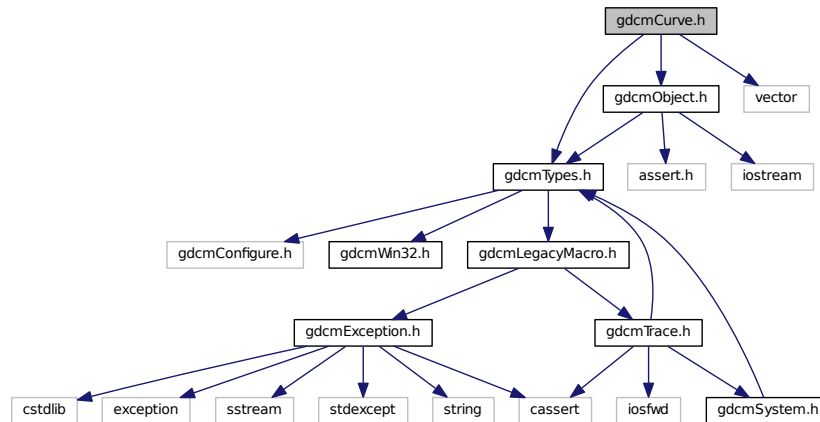 gdcmCurve.h
gdcmObject.h
vector
gdcmTypes.h
assert.h
iostream
gdcmConfigure.h
gdcmWin32.h
gdcmLegacyMacro.h
gdcmException.h
gdcmTrace.h
cstdlib
exception
sstream
stdexcept
string
cassert
iosfwd
gdcmSystem.h